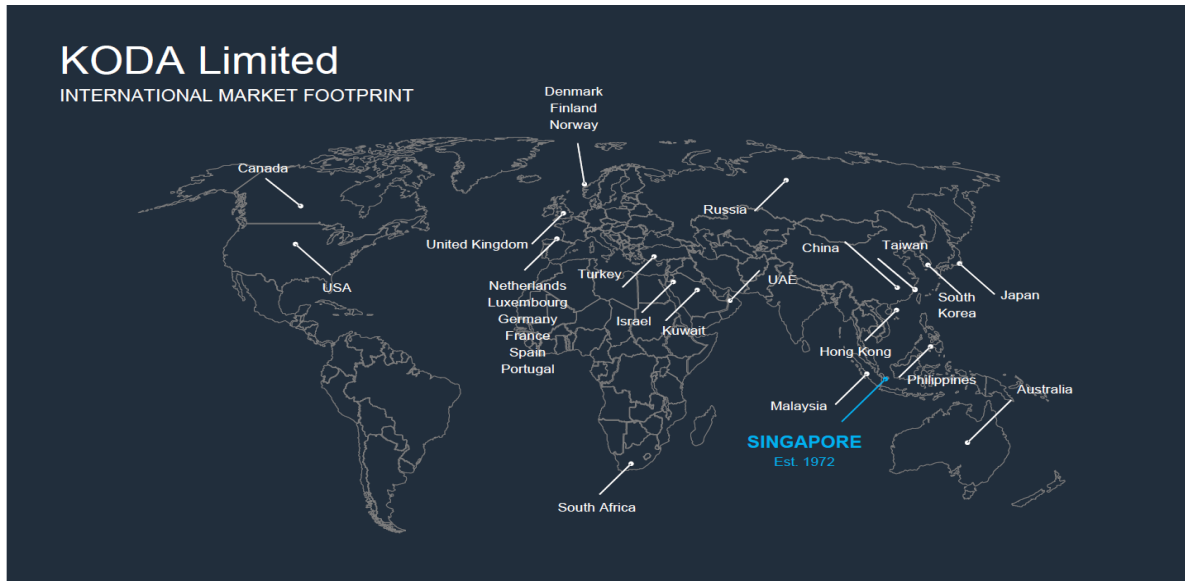 KODA Limited
INTERNATIONAL MARKET FOOTPRINT
Denmark
Finland
Norway
Canada
Russia
United Kingdom
China
Taiwan
USA
Netherlands
Luxembourg
Germany
France
Spain
Portugal
Turkey
Israel
Kuwait
UAE
South
Korea
Japan
Hong Kong
Philippines
Malaysia
Australia
SINGAPORE
Est. 1972
South Africa